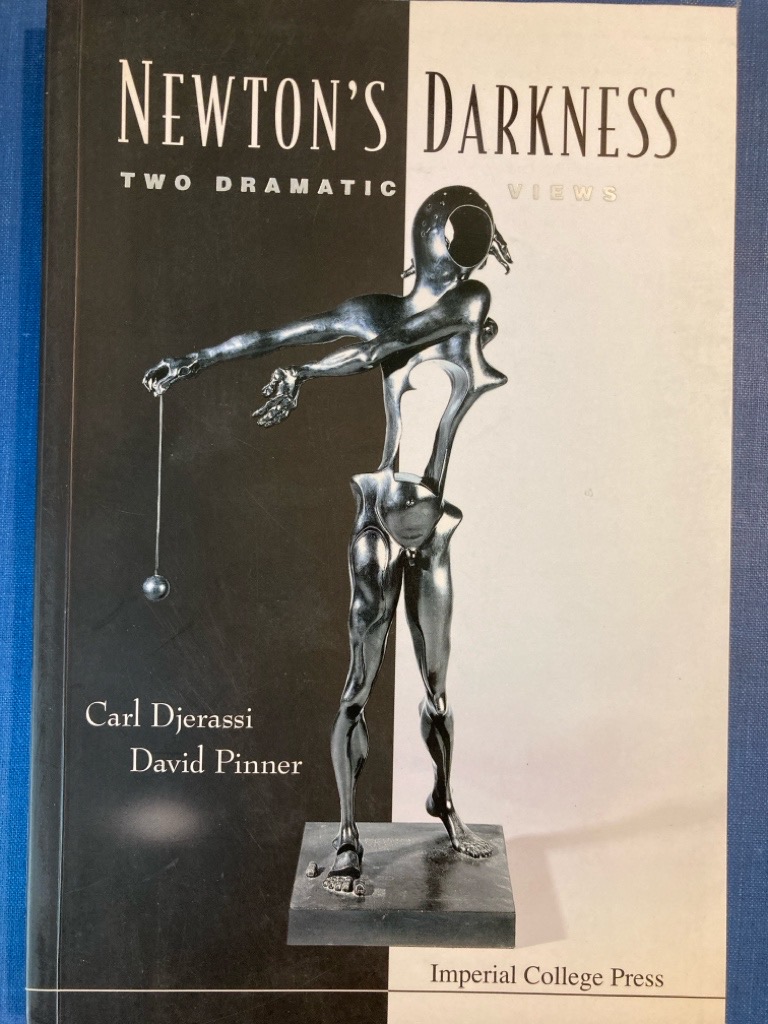 NEWTON'S DARKNESS
TWO DRAMATIC VIEWS
Carl Djerassi
David Pinner
Imperial College Press